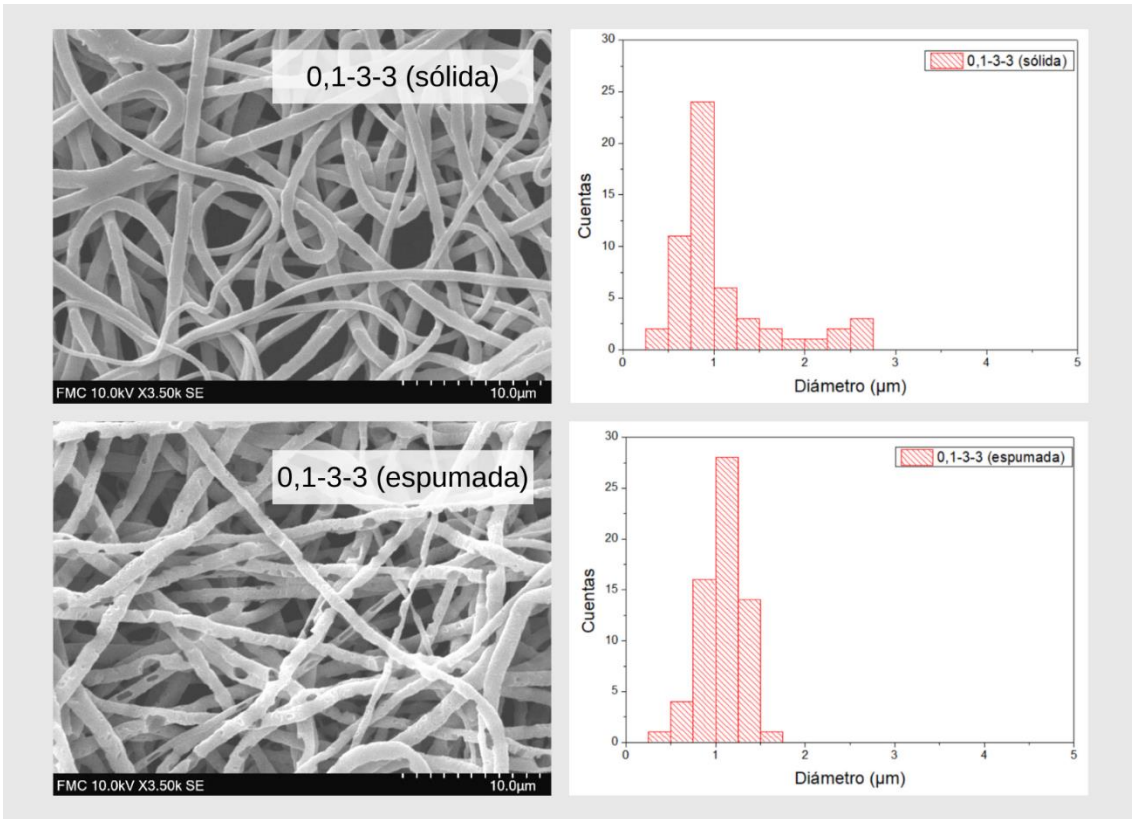 0,1-3-3 (sólida)
FMC 10.0kV X3.50k SE
10.0µm
30
25
20
15
10
5
0
Cuentas
0,1-3-3 (sólida)
0
1
2
3
4
5
Diámetro (µm)
0,1-3-3 (espumada)
FMC 10.0kV X3.50k SE
10.0µm
30
25
20
15
10
5
0
Cuentas
0,1-3-3 (espumada)
0
1
2
3
4
5
Diámetro (µm)